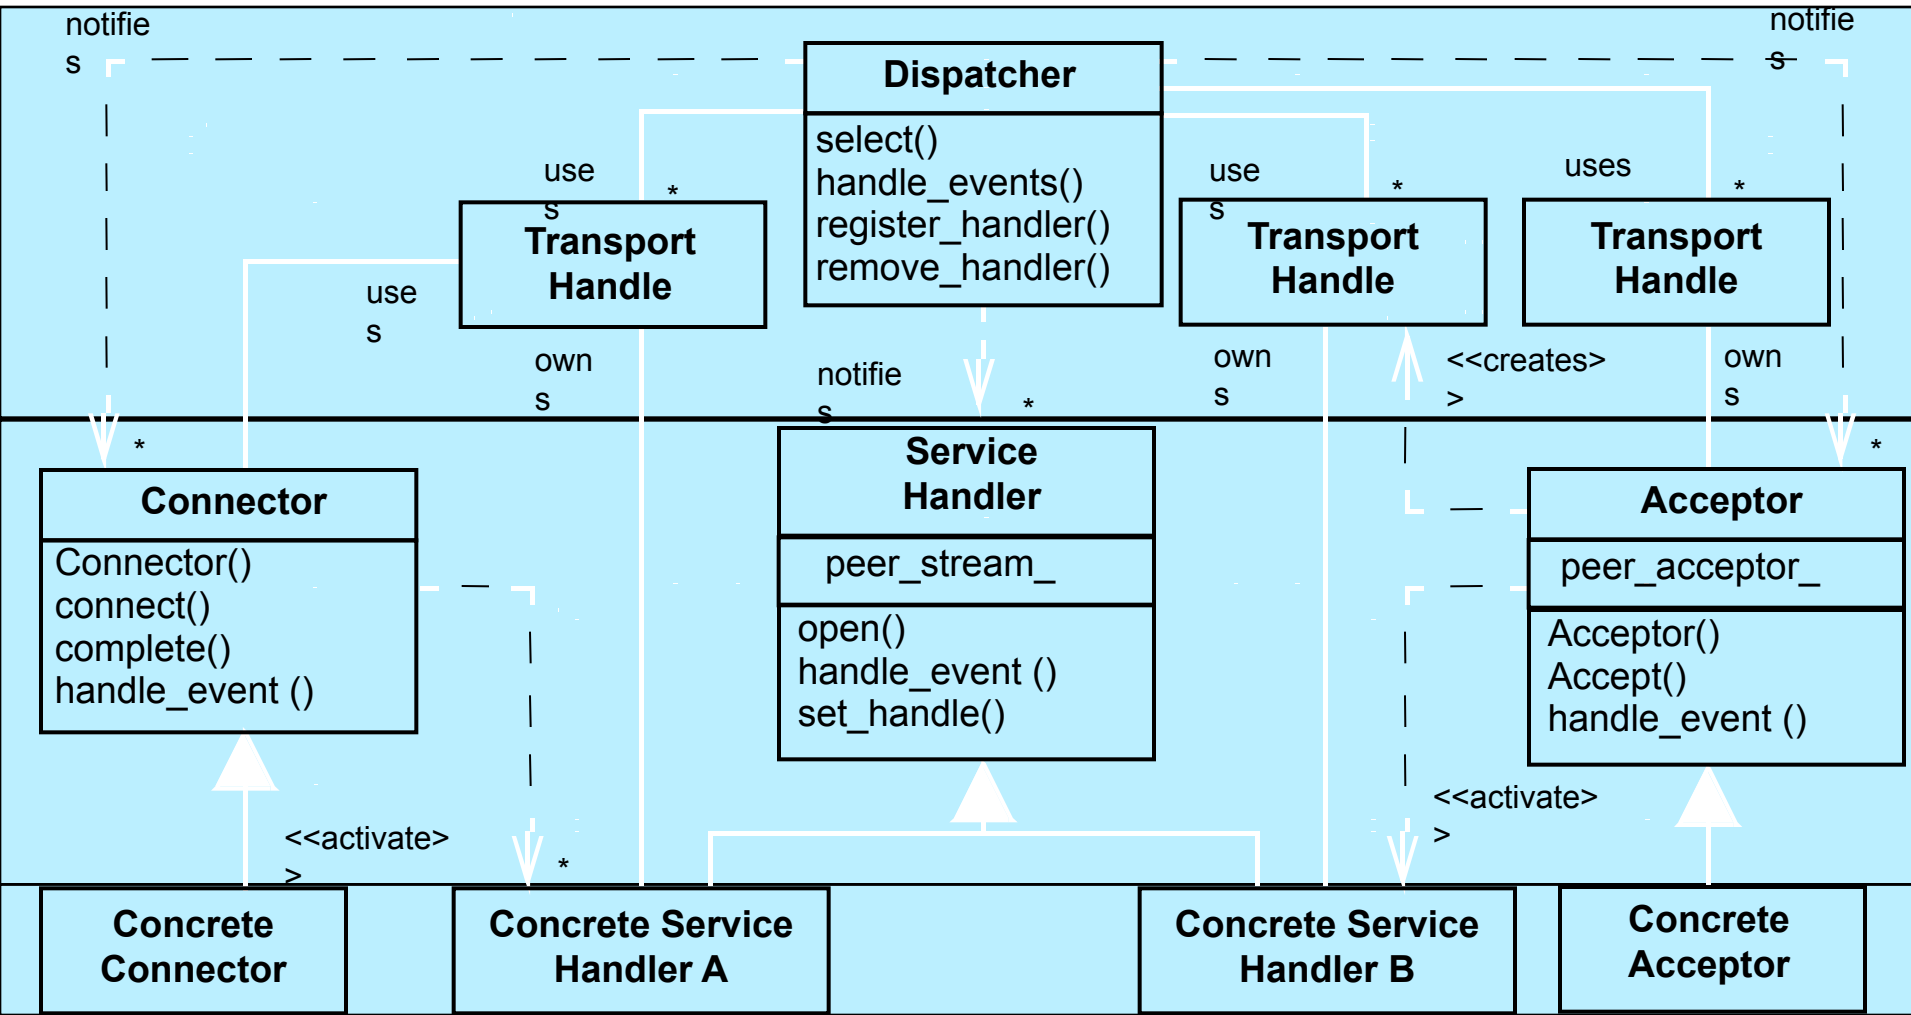 notifie
s
notifie
s
Dispatcher
select()
handle_events()
register_handler()
remove_handler()
use
s
*
use
s
*
uses
*
Transport
Handle
Transport
Handle
Transport
Handle
use
s
own
s
notifie
s
*
own
s
<<creates>
>
own
s
*
*
Connector
Connector()
connect()
complete()
handle_event ()
Service
Handler
peer_stream_
open()
handle_event ()
set_handle()
Acceptor
peer_acceptor_
Acceptor()
Accept()
handle_event ()
<<activate>
>
*
<<activate>
>
Concrete
Connector
Concrete Service
Handler A
Concrete Service
Handler B
Concrete
Acceptor